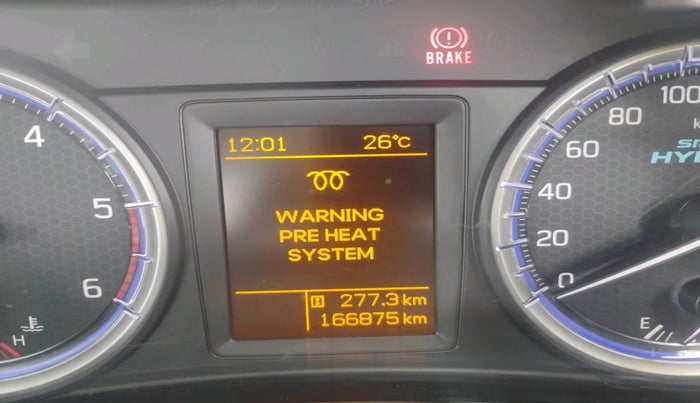 BRAKE
100
80
60
40
20
0
4
5
6
H
E
12:01 26°C
WARNING
PRE HEAT
SYSTEM
B 277.3 km
166875 km